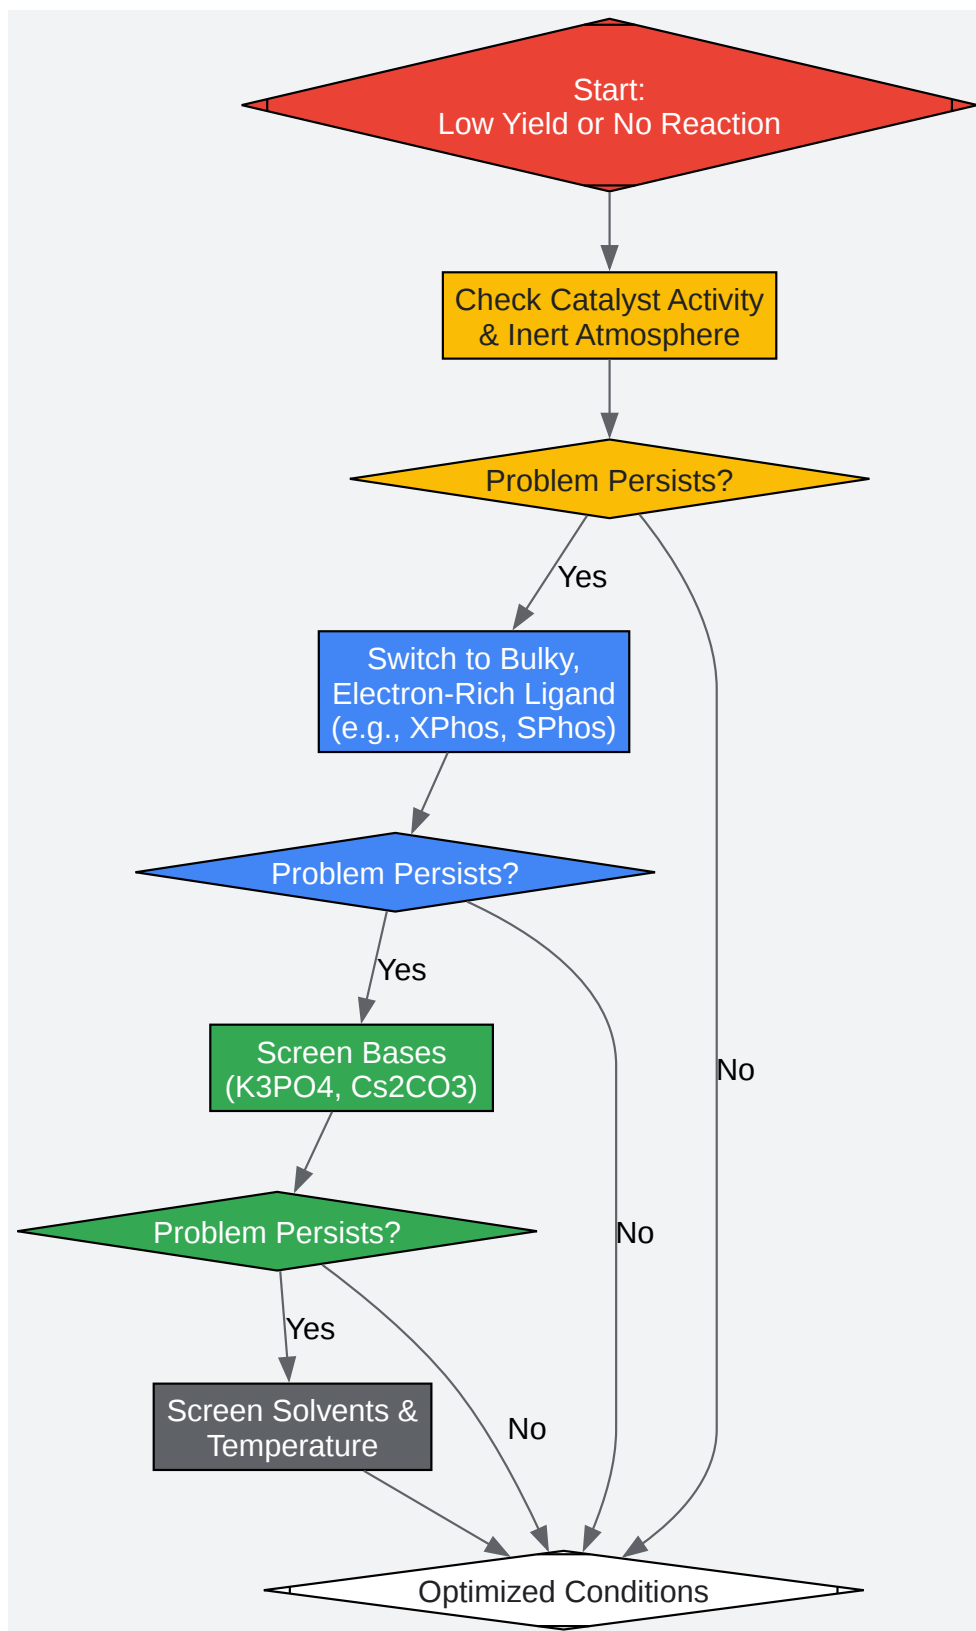 Start:
Low Yield or No Reaction
Check Catalyst Activity
& Inert Atmosphere
Problem Persists?
Yes
Switch to Bulky,
Electron-Rich Ligand
(e.g., XPhos, SPhos)
Problem Persists?
Yes
Screen Bases
(K3PO4, Cs2CO3)
No
Problem Persists?
No
Yes
Screen Solvents &
Temperature
No
Optimized Conditions